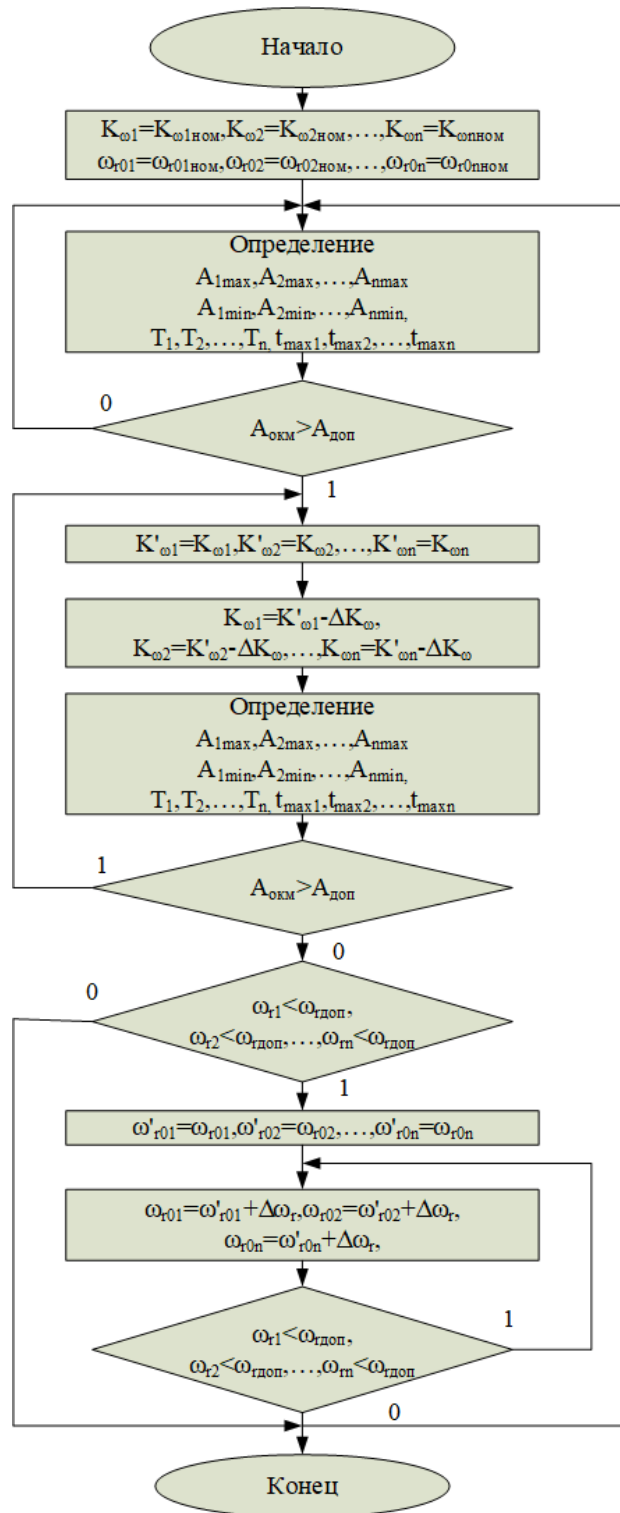 Начало
Kω1=Kω1ном,Kω2=Kω2ном,…,Kωn=Kωnном
ωr01=ωr01ном,ωr02=ωr02ном,…,ωr0n=ωr0nном
Определение
A1max,A2max,…,Anmax
A1min,A2min,…,Anmin,
T1,T2,…,Tn, tmax1,tmax2,…,tmaxn
0
Aокм>Aдоп
1
K'ω1=Kω1,K'ω2=Kω2,…,K'ωn=Kωn
Kω1=K'ω1-ΔKω,
Kω2=K'ω2-ΔKω,…,Kωn=K'ωn-ΔKω
Определение
A1max,A2max,…,Anmax
A1min,A2min,…,Anmin,
T1,T2,…,Tn, tmax1,tmax2,…,tmaxn
1
Aокм>Aдоп
0
0
ωr1<ωrдоп,
ωr2<ωrдоп,…,ωrn<ωrдоп
1
ω'r01=ωr01,ω'r02=ωr02,…,ω'r0n=ωr0n
ωr01=ω'r01+Δωr,ωr02=ω'r02+Δωr,
ωr0n=ω'r0n+Δωr,
1
ωr1<ωrдоп,
ωr2<ωrдоп,…,ωrn<ωrдоп
0
Конец